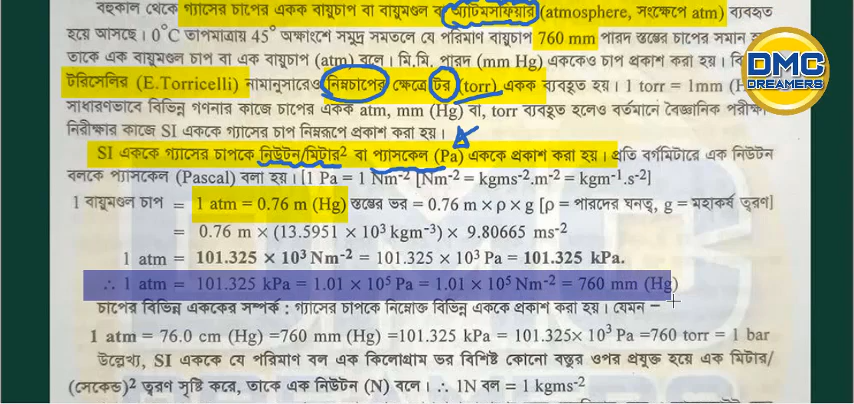 বহুকাল থেকে গ্যাসের চাপের একক বায়ুচাপ বা বায়ুমণ্ডল বা অ্যাটমসফিয়ার (atmosphere, সংক্ষেপে atm) ব্যবহৃত
হয়ে আসছে। 0°C তাপমাত্রায় 45° অক্ষাংশে সমুদ্র সমতলে যে পরিমাণ বায়ুচাপ 760 mm পারদ স্তম্ভের চাপের সমান
তাকে এক বায়ুমণ্ডল চাপ বা এক বায়ুচাপ (atm) বলে। মি.মি. পারদ (mm Hg) এককেও চাপ প্রকাশ করা হয়।
টরিসেলির (E.Torricelli) নামানুসারেও নিম্নচাপের ক্ষেত্রে টর (torr) একক ব্যবহৃত হয়। 1 torr = 1mm
সাধারণভাবে বিভিন্ন গণনার কাজে চাপের একক atm, mm (Hg) বা, torr ব্যবহৃত হলেও বর্তমানে বৈজ্ঞানিক পরীক্ষা
নিরীক্ষার কাজে SI এককে গ্যাসের চাপ নিম্নরূপে প্রকাশ করা হয়।
SI এককে গ্যাসের চাপকে নিউটন/মিটার² বা প্যাসকেল (Pa) এককে প্রকাশ করা হয়। প্রতি বর্গমিটারে এক নিউটন
বলকে প্যাসকেল (Pascal) বলা হয়। [1 Pa = 1 Nm⁻² [Nm⁻² = kgms⁻².m⁻² = kgm⁻¹.s⁻²]
1 বায়ুমণ্ডল চাপ = 1 atm = 0.76 m (Hg) স্তম্ভের ভর = 0.76 m × ρ × g [ρ = পারদের ঘনত্ব, g = মহাকর্ষ ত্বরণ]
= 0.76 m × (13.5951 × 10³ kgm⁻³) × 9.80665 ms⁻²
1 atm = 101.325 × 10³ Nm⁻² = 101.325 × 10³ Pa = 101.325 kPa.
∴ 1 atm = 101.325 kPa = 1.01 × 10⁵ Pa = 1.01 × 10⁵ Nm⁻² = 760 mm (Hg)
চাপের বিভিন্ন এককের সম্পর্ক : গ্যাসের চাপকে নিম্নোক্ত বিভিন্ন এককে প্রকাশ করা হয়। যেমন –
1 atm = 76.0 cm (Hg) =760 mm (Hg) =101.325 kPa = 101.325× 10³ Pa =760 torr = 1 bar
উল্লেখ্য, SI এককে যে পরিমাণ বল এক কিলোগ্রাম ভর বিশিষ্ট কোনো বস্তুর ওপর প্রযুক্ত হয়ে এক মিটার/
(সেকেন্ড)² ত্বরণ সৃষ্টি করে, তাকে এক নিউটন (N) বলে। ∴ 1N বল = 1 kgms⁻²
DMC
DREAMERS